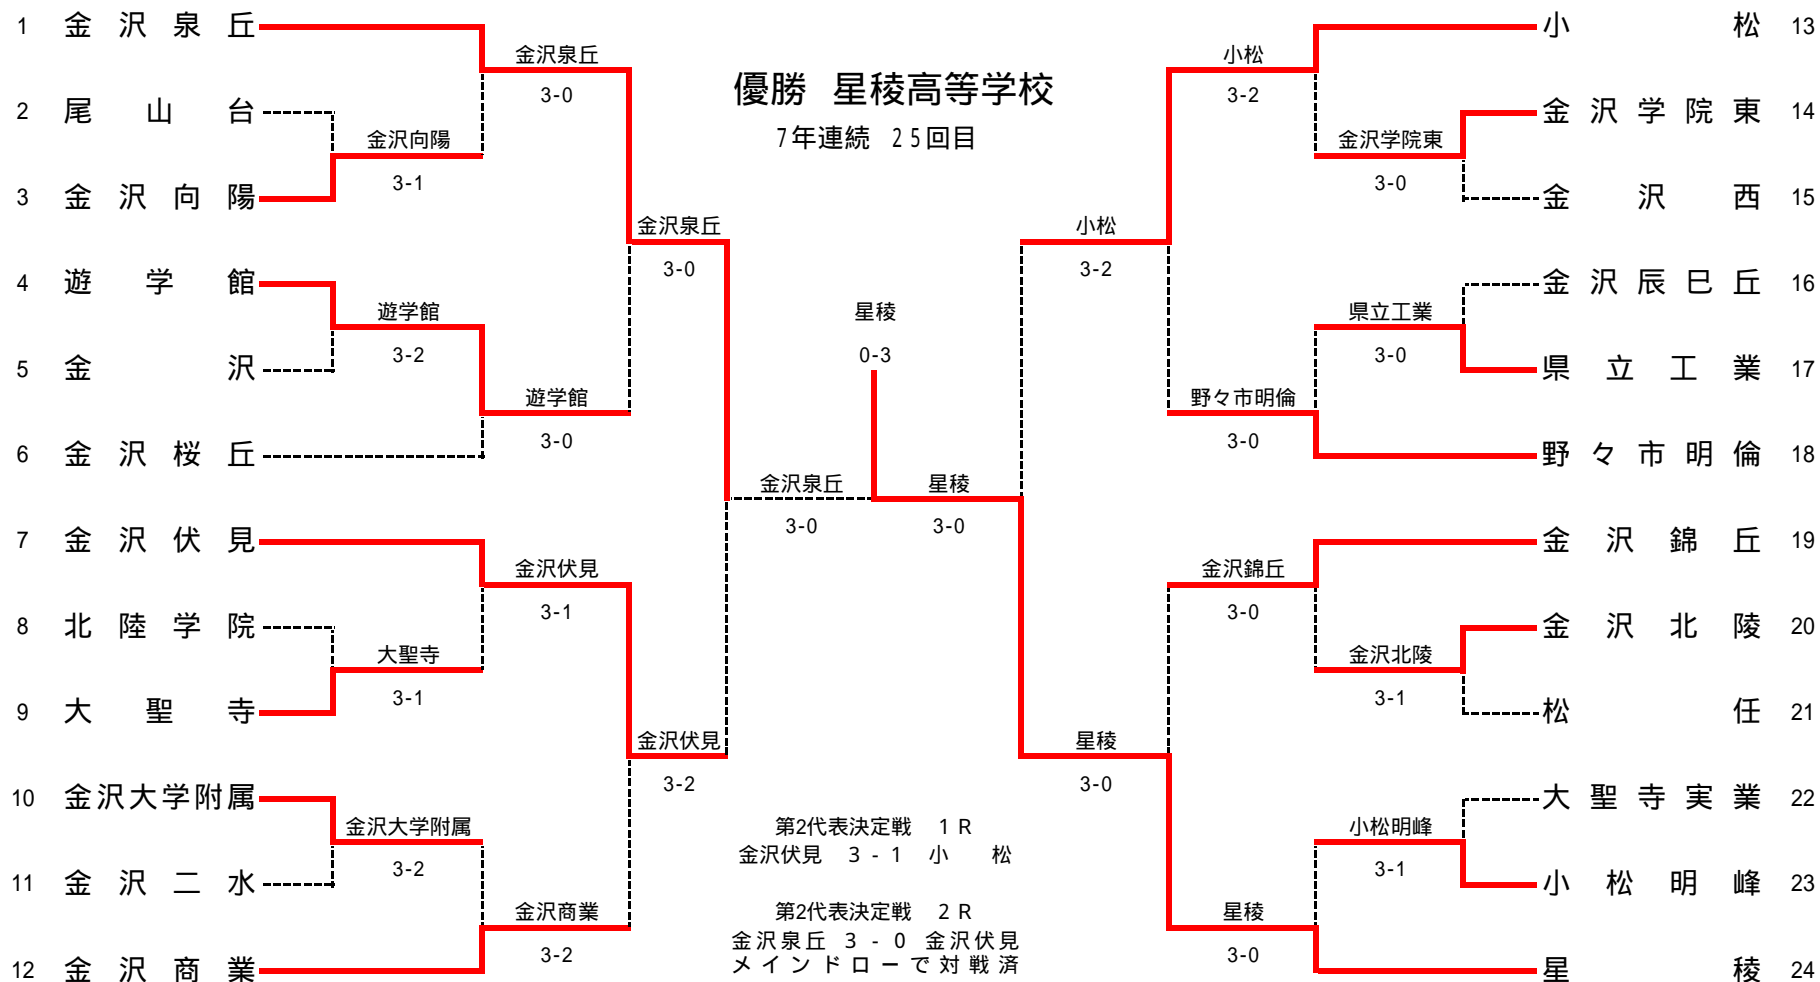 優勝 星稜高等学校
7年連続 25回目
1 金沢泉丘
2 尾山台
3 金沢向陽
4 遊学館
5 金沢
6 金沢桜丘
7 金沢伏見
8 北陸学院
9 大聖寺
10 金沢大学附属
11 金沢二水
12 金沢商業
金沢向陽
3-1
遊学館
3-2
大聖寺
3-1
金沢大学附属
3-2
金沢泉丘
3-0
遊学館
3-0
金沢伏見
3-1
金沢商業
3-2
金沢泉丘
3-0
金沢伏見
3-2
金沢泉丘
3-0
星稜
0-3
星稜
3-0
小松
3-2
星稜
3-0
小松
3-2
野々市明倫
3-0
金沢錦丘
3-0
星稜
3-0
金沢学院東
3-0
県立工業
3-0
金沢北陵
3-1
小松明峰
3-1
小松 13
金沢学院東 14
金沢西 15
金沢辰巳丘 16
県立工業 17
野々市明倫 18
金沢錦丘 19
金沢北陵 20
松任 21
大聖寺実業 22
小松明峰 23
星稜 24
第2代表決定戦 1R
金沢伏見 3-1 小松
第2代表決定戦 2R
金沢泉丘 3-0 金沢伏見
メインドローで対戦済